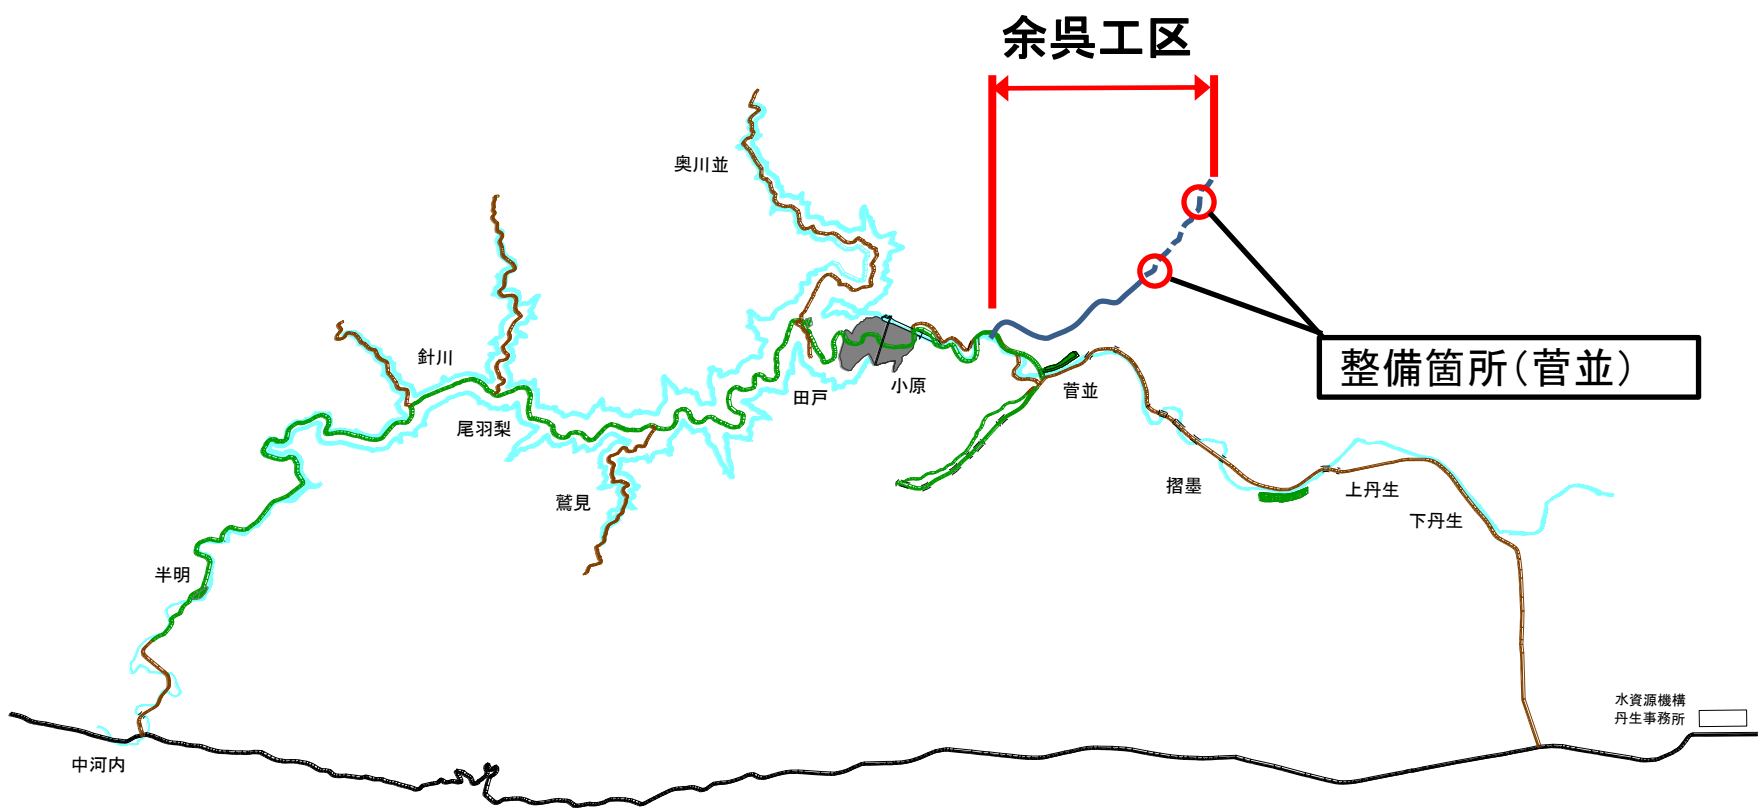 余呉工区
奥川並
針川
尾羽梨
鷲見
田戸
小原
菅並
整備箇所(菅並)
摺墨
上丹生
下丹生
半明
中河内
水資源機構
丹生事務所